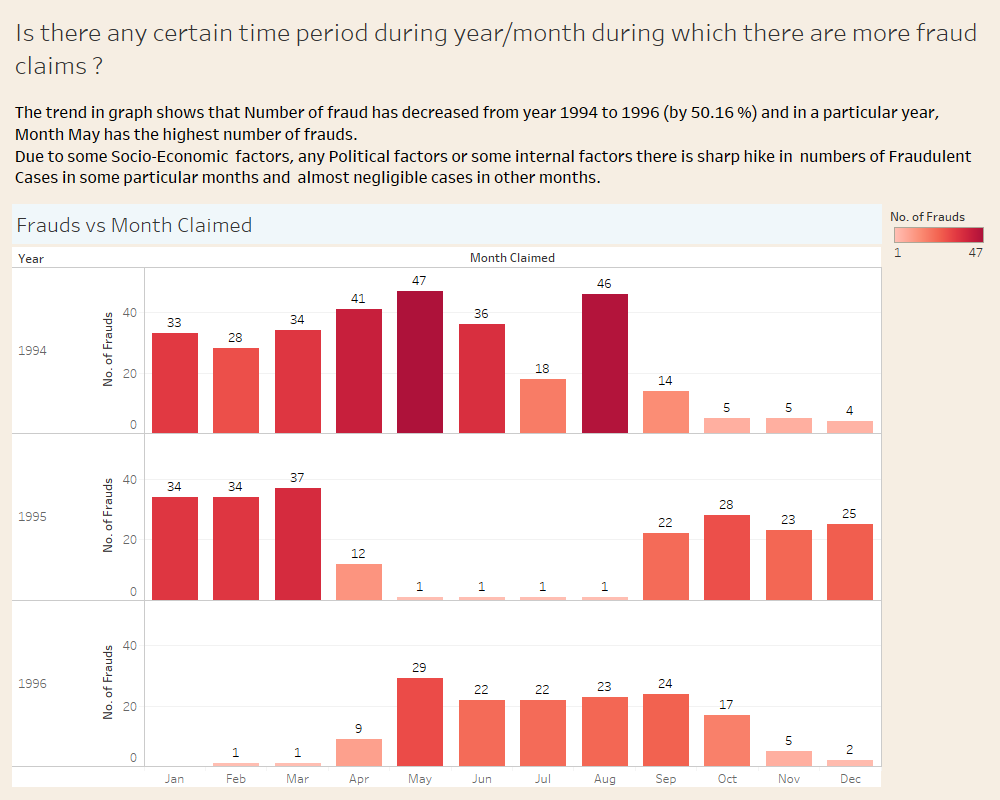 Is there any certain time period during year/month during which there are more fraud
claims ?
The trend in graph shows that Number of fraud has decreased from year 1994 to 1996 (by 50.16 %) and in a particular year,
Month May has the highest number of frauds.
Due to some Socio-Economic factors, any Political factors or some internal factors there is sharp hike in numbers of Fraudulent
Cases in some particular months and almost negligible cases in other months.
Frauds vs Month Claimed
No. of Frauds
1 47
Year Month Claimed
1994
No. of Frauds
40
20
0
33 28 34 41 47 36 18 46 14 5 5 4
1995
No. of Frauds
40
20
0
34 34 37 12 1 1 1 1 22 28 23 25
1996
No. of Frauds
40
20
0
1 1 9 29 22 22 23 24 17 5 2
Jan Feb Mar Apr May Jun Jul Aug Sep Oct Nov Dec